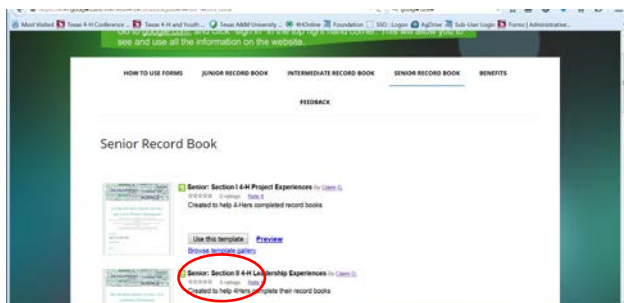 Most Visited Texas 4-H Conference ... Texas 4-H and Youth... Texas A&M University... 4HOnline Foundation SSO: Logon AgDrive Sub User Login Forms | Administrative...
Go to google.com, and click "sign in" in the top right hand corner. This will allow you to
see and use all the information on the website.
HOW TO USE FORMS JUNIOR RECORD BOOK INTERMEDIATE RECORD BOOK SENIOR RECORD BOOK BENEFITS
FEEDBACK
Senior Record Book
Senior: Section I 4-H Project Experiences by Claire G.
0 ratings Rate it
Created to help 4-Hers completed record books
Use this template Preview
Browse template gallery
Senior: Section II 4-H Leadership Experiences by Claire G.
0 ratings Rate it
Created to help 4Hers complete their record books